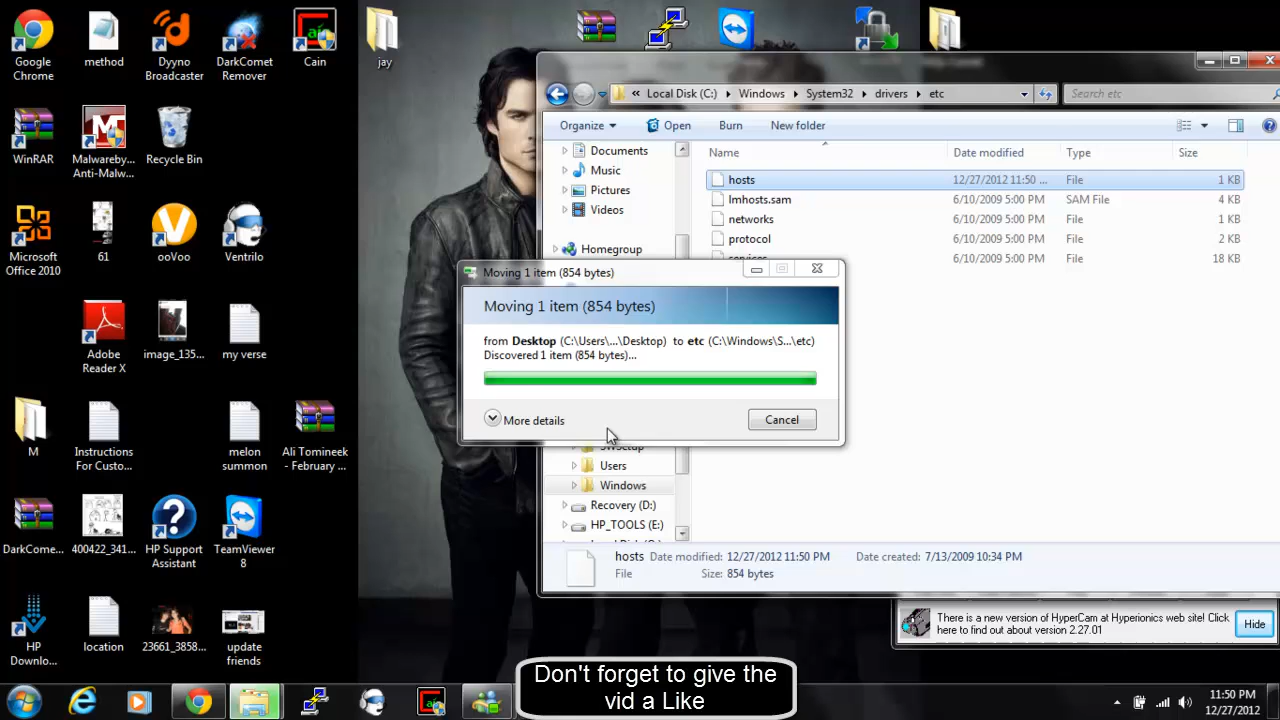 Google
Chrome
method
Dyyno
Broadcaster
DarkComet
Remover
Cain
jay
WinRAR
Malwareby...
Anti-Malw...
Recycle Bin
Microsoft
Office 2010
61
ooVoo
Ventrilo
Adobe
Reader X
image_135...
my verse
M
Instructions
For Custo...
melon
summon
Ali Tomineek
- February ...
DarkCome...
400422_341...
HP Support
Assistant
TeamViewer
8
HP
Downlo...
location
23661_3858...
update
friends
« Local Disk (C:) Windows System32 drivers etc
Search etc
Organize Open Burn New folder
Documents
Music
Pictures
Videos
Homegroup
Users
Windows
Recovery (D:)
HP_TOOLS (E:)
Name Date modified Type Size
hosts 12/27/2012 11:50 ... File 1 KB
lmhosts.sam 6/10/2009 5:00 PM SAM File 4 KB
networks 6/10/2009 5:00 PM File 1 KB
protocol 6/10/2009 5:00 PM File 2 KB
services 6/10/2009 5:00 PM File 18 KB
Moving 1 item (854 bytes)
Moving 1 item (854 bytes)
from Desktop (C:\Users\...\Desktop) to etc (C:\Windows\S...\etc)
Discovered 1 item (854 bytes)...
More details
Cancel
hosts Date modified: 12/27/2012 11:50 PM Date created: 7/13/2009 10:34 PM
File Size: 854 bytes
There is a new version of HyperCam at Hyperionics web site! Click
here to find out about version 2.27.01
Hide
Don't forget to give the
vid a Like
11:50 PM
12/27/2012